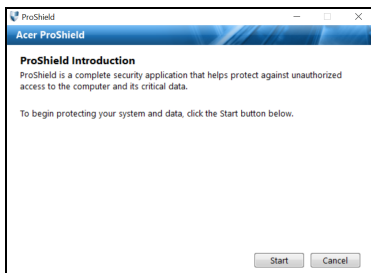 ProShield
Acer ProShield
ProShield Introduction
ProShield is a complete security application that helps protect against unauthorized
access to the computer and its critical data.
To begin protecting your system and data, click the Start button below.
Start Cancel